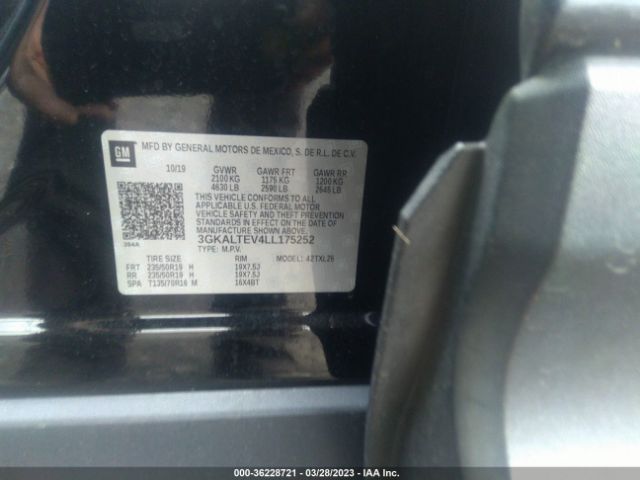 GM
MFD BY GENERAL MOTORS DE MEXICO, S. DE R.L. DE C.V.
10/19 GVWR GAWR FRT GAWR RR
2100 KG 1175 KG 1200 KG
4630 LB 2590 LB 2645 LB
THIS VEHICLE CONFORMS TO ALL
APPLICABLE U.S. FEDERAL MOTOR
VEHICLE SAFETY AND THEFT PREVENTION
STANDARDS IN EFFECT ON THE DATE OF
MANUFACTURE SHOWN ABOVE.
3GKALTEV4LL175252
TYPE: M.P.V.
TIRE SIZE RIM MODEL: 4ZTXL26
FRT 235/50R19 H 19X7.5J
RR 235/50R19 H 19X7.5J
SPA T135/70R16 M 16X4BT
000-36228721 | 03/28/2023 | IAA Inc.